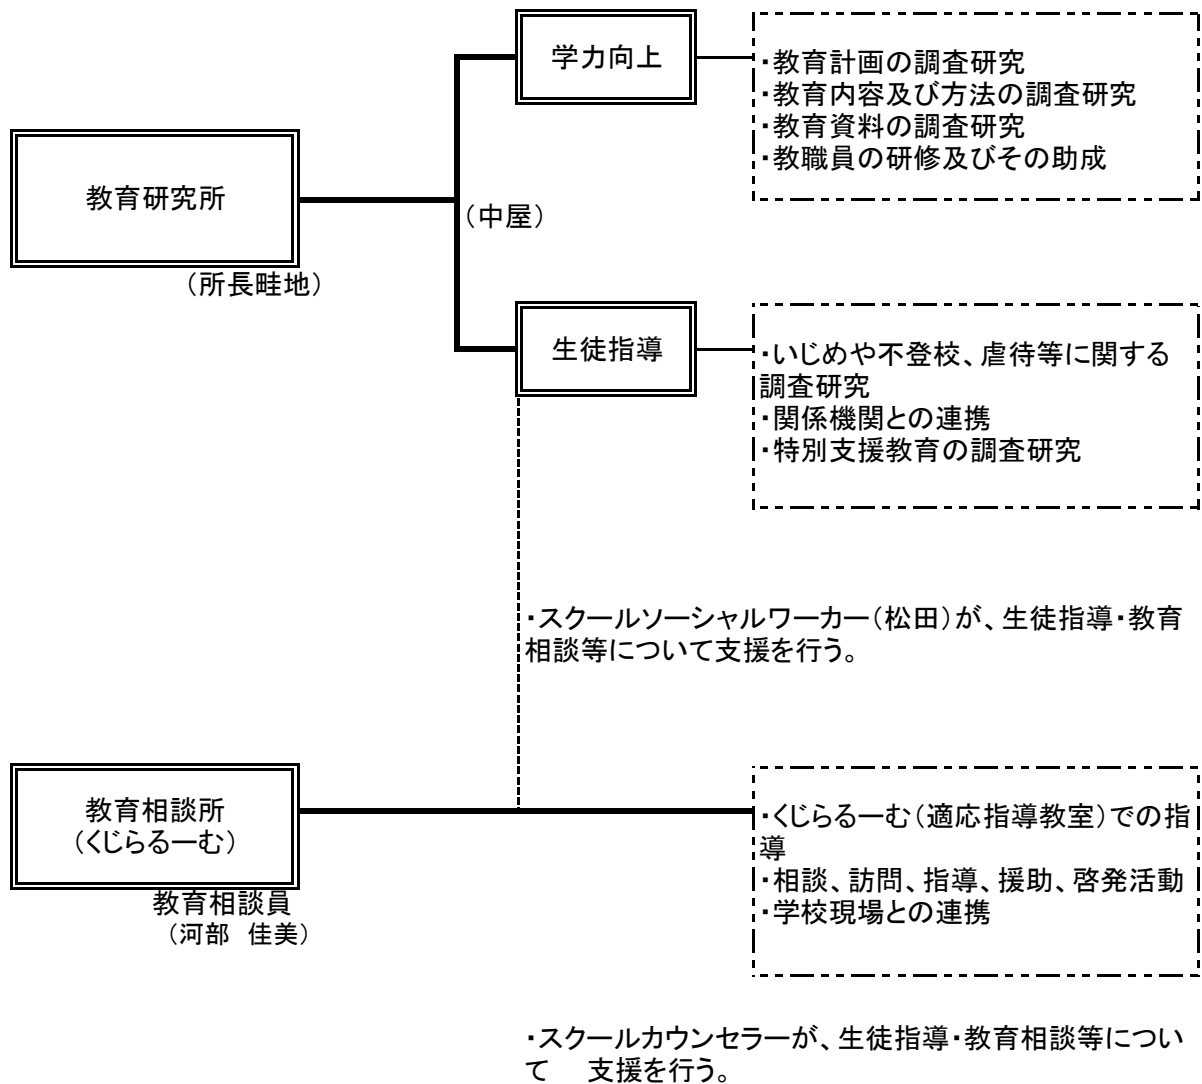 学力向上
・教育計画の調査研究
・教育内容及び方法の調査研究
・教育資料の調査研究
・教職員の研修及びその助成
教育研究所
(中屋)
(所長畦地)
生徒指導
・いじめや不登校、虐待等に関する
調査研究
・関係機関との連携
・特別支援教育の調査研究
・スクールソーシャルワーカー(松田)が、生徒指導・教育
相談等について支援を行う。
教育相談所
(くじらるーむ)
教育相談員
(河部 佳美)
・くじらるーむ(適応指導教室)での指
導
・相談、訪問、指導、援助、啓発活動
・学校現場との連携
・スクールカウンセラーが、生徒指導・教育相談等につい
て 支援を行う。